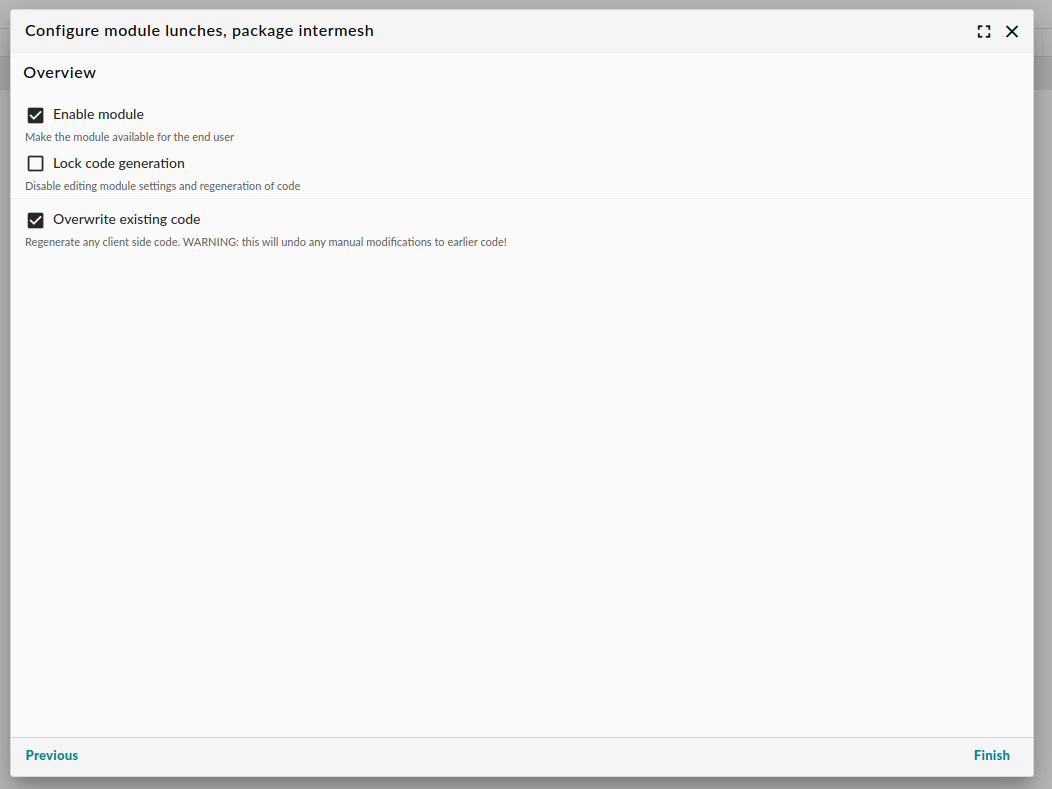 Configure module lunches, package intermesh
Overview
Enable module
Make the module available for the end user
Lock code generation
Disable editing module settings and regeneration of code
Overwrite existing code
Regenerate any client side code. WARNING: this will undo any manual modifications to earlier code!
Previous
Finish